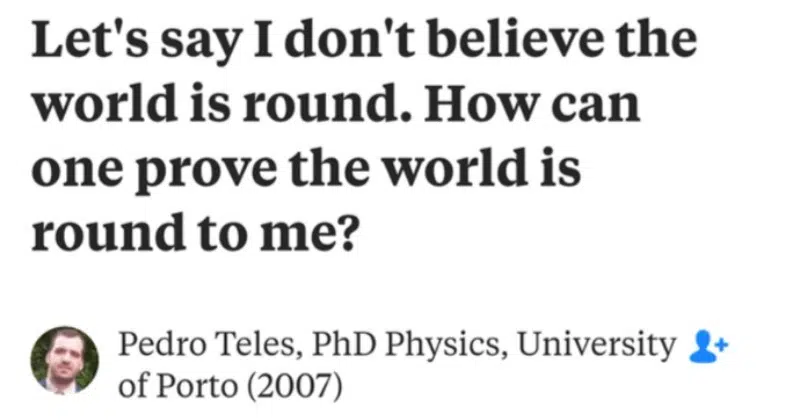 Let's say I don't believe the
world is round. How can
one prove the world is
round to me?
Pedro Teles, PhD Physics, University
of Porto (2007)